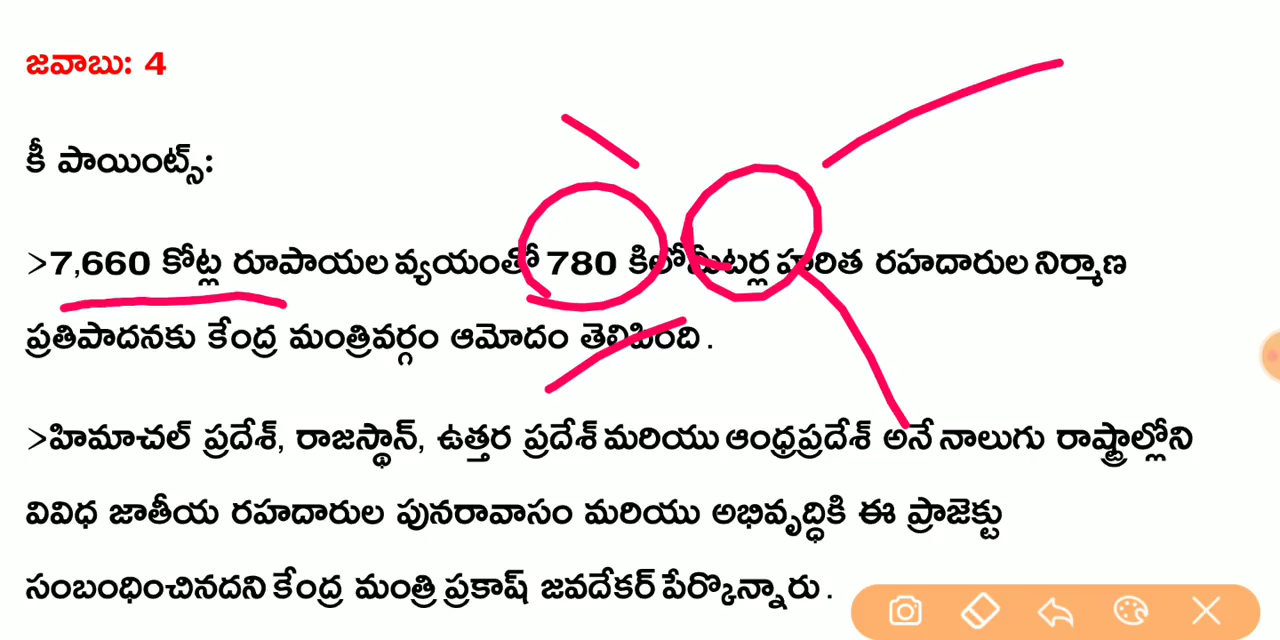 జవాబు: 4
కీ పాయింట్స్:
>7,660 కోట్ల రూపాయల వ్యయంతో 780 కిలోమీటర్ల హరిత రహదారుల నిర్మాణ
ప్రతిపాదనకు కేంద్ర మంత్రివర్గం ఆమోదం తెలిపింది.
>హిమాచల్ ప్రదేశ్, రాజస్థాన్, ఉత్తర ప్రదేశ్ మరియు ఆంధ్రప్రదేశ్ అనే నాలుగు రాష్ట్రాల్లోని
వివిధ జాతీయ రహదారుల పునరావాసం మరియు అభివృద్ధికి ఈ ప్రాజెక్టు
సంబంధించినదని కేంద్ర మంత్రి ప్రకాష్ జవదేకర్ పేర్కొన్నారు.